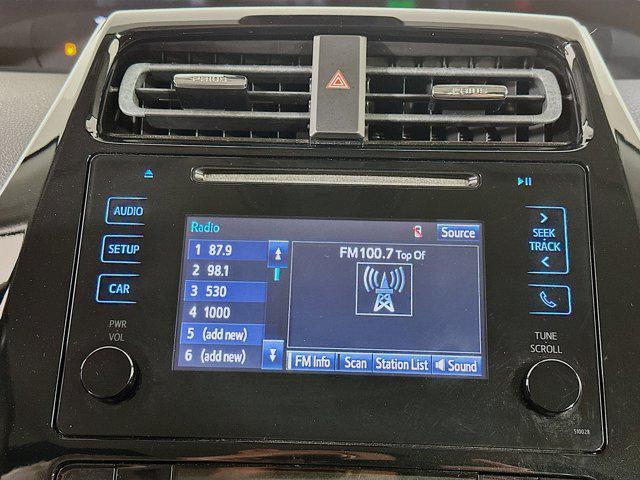 AUDIO
SETUP
CAR
PWR
VOL
Radio
Source
1 87.9
2 98.1
3 530
4 1000
5 (add new)
6 (add new)
FM100.7 Top Of
FM Info
Scan
Station List
Sound
SEEK
TRACK
TUNE
SCROLL
510028